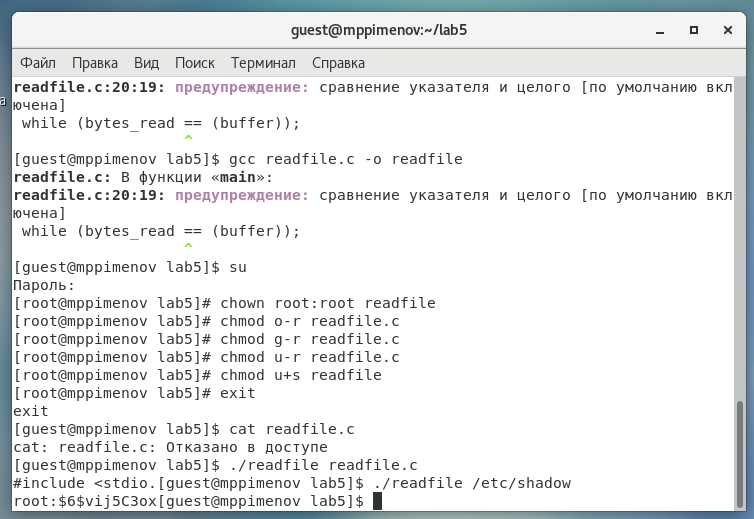 guest@mppimenov:~/lab5
Файл Правка Вид Поиск Терминал Справка
а
readfile.c:20:19: предупреждение: сравнение указателя и целого [по умолчанию вкл
ючена]
 while (bytes_read == (buffer));
                   ^
[guest@mppimenov lab5]$ gcc readfile.c -o readfile
readfile.c: В функции «main»:
readfile.c:20:19: предупреждение: сравнение указателя и целого [по умолчанию вкл
ючена]
 while (bytes_read == (buffer));
                   ^
[guest@mppimenov lab5]$ su
Пароль:
[root@mppimenov lab5]# chown root:root readfile
[root@mppimenov lab5]# chmod o-r readfile.c
[root@mppimenov lab5]# chmod g-r readfile.c
[root@mppimenov lab5]# chmod u-r readfile.c
[root@mppimenov lab5]# chmod u+s readfile
[root@mppimenov lab5]# exit
exit
[guest@mppimenov lab5]$ cat readfile.c
cat: readfile.c: Отказано в доступе
[guest@mppimenov lab5]$ ./readfile readfile.c
#include <stdio.[guest@mppimenov lab5]$ ./readfile /etc/shadow
root:$6$vij5C3ox[guest@mppimenov lab5]$